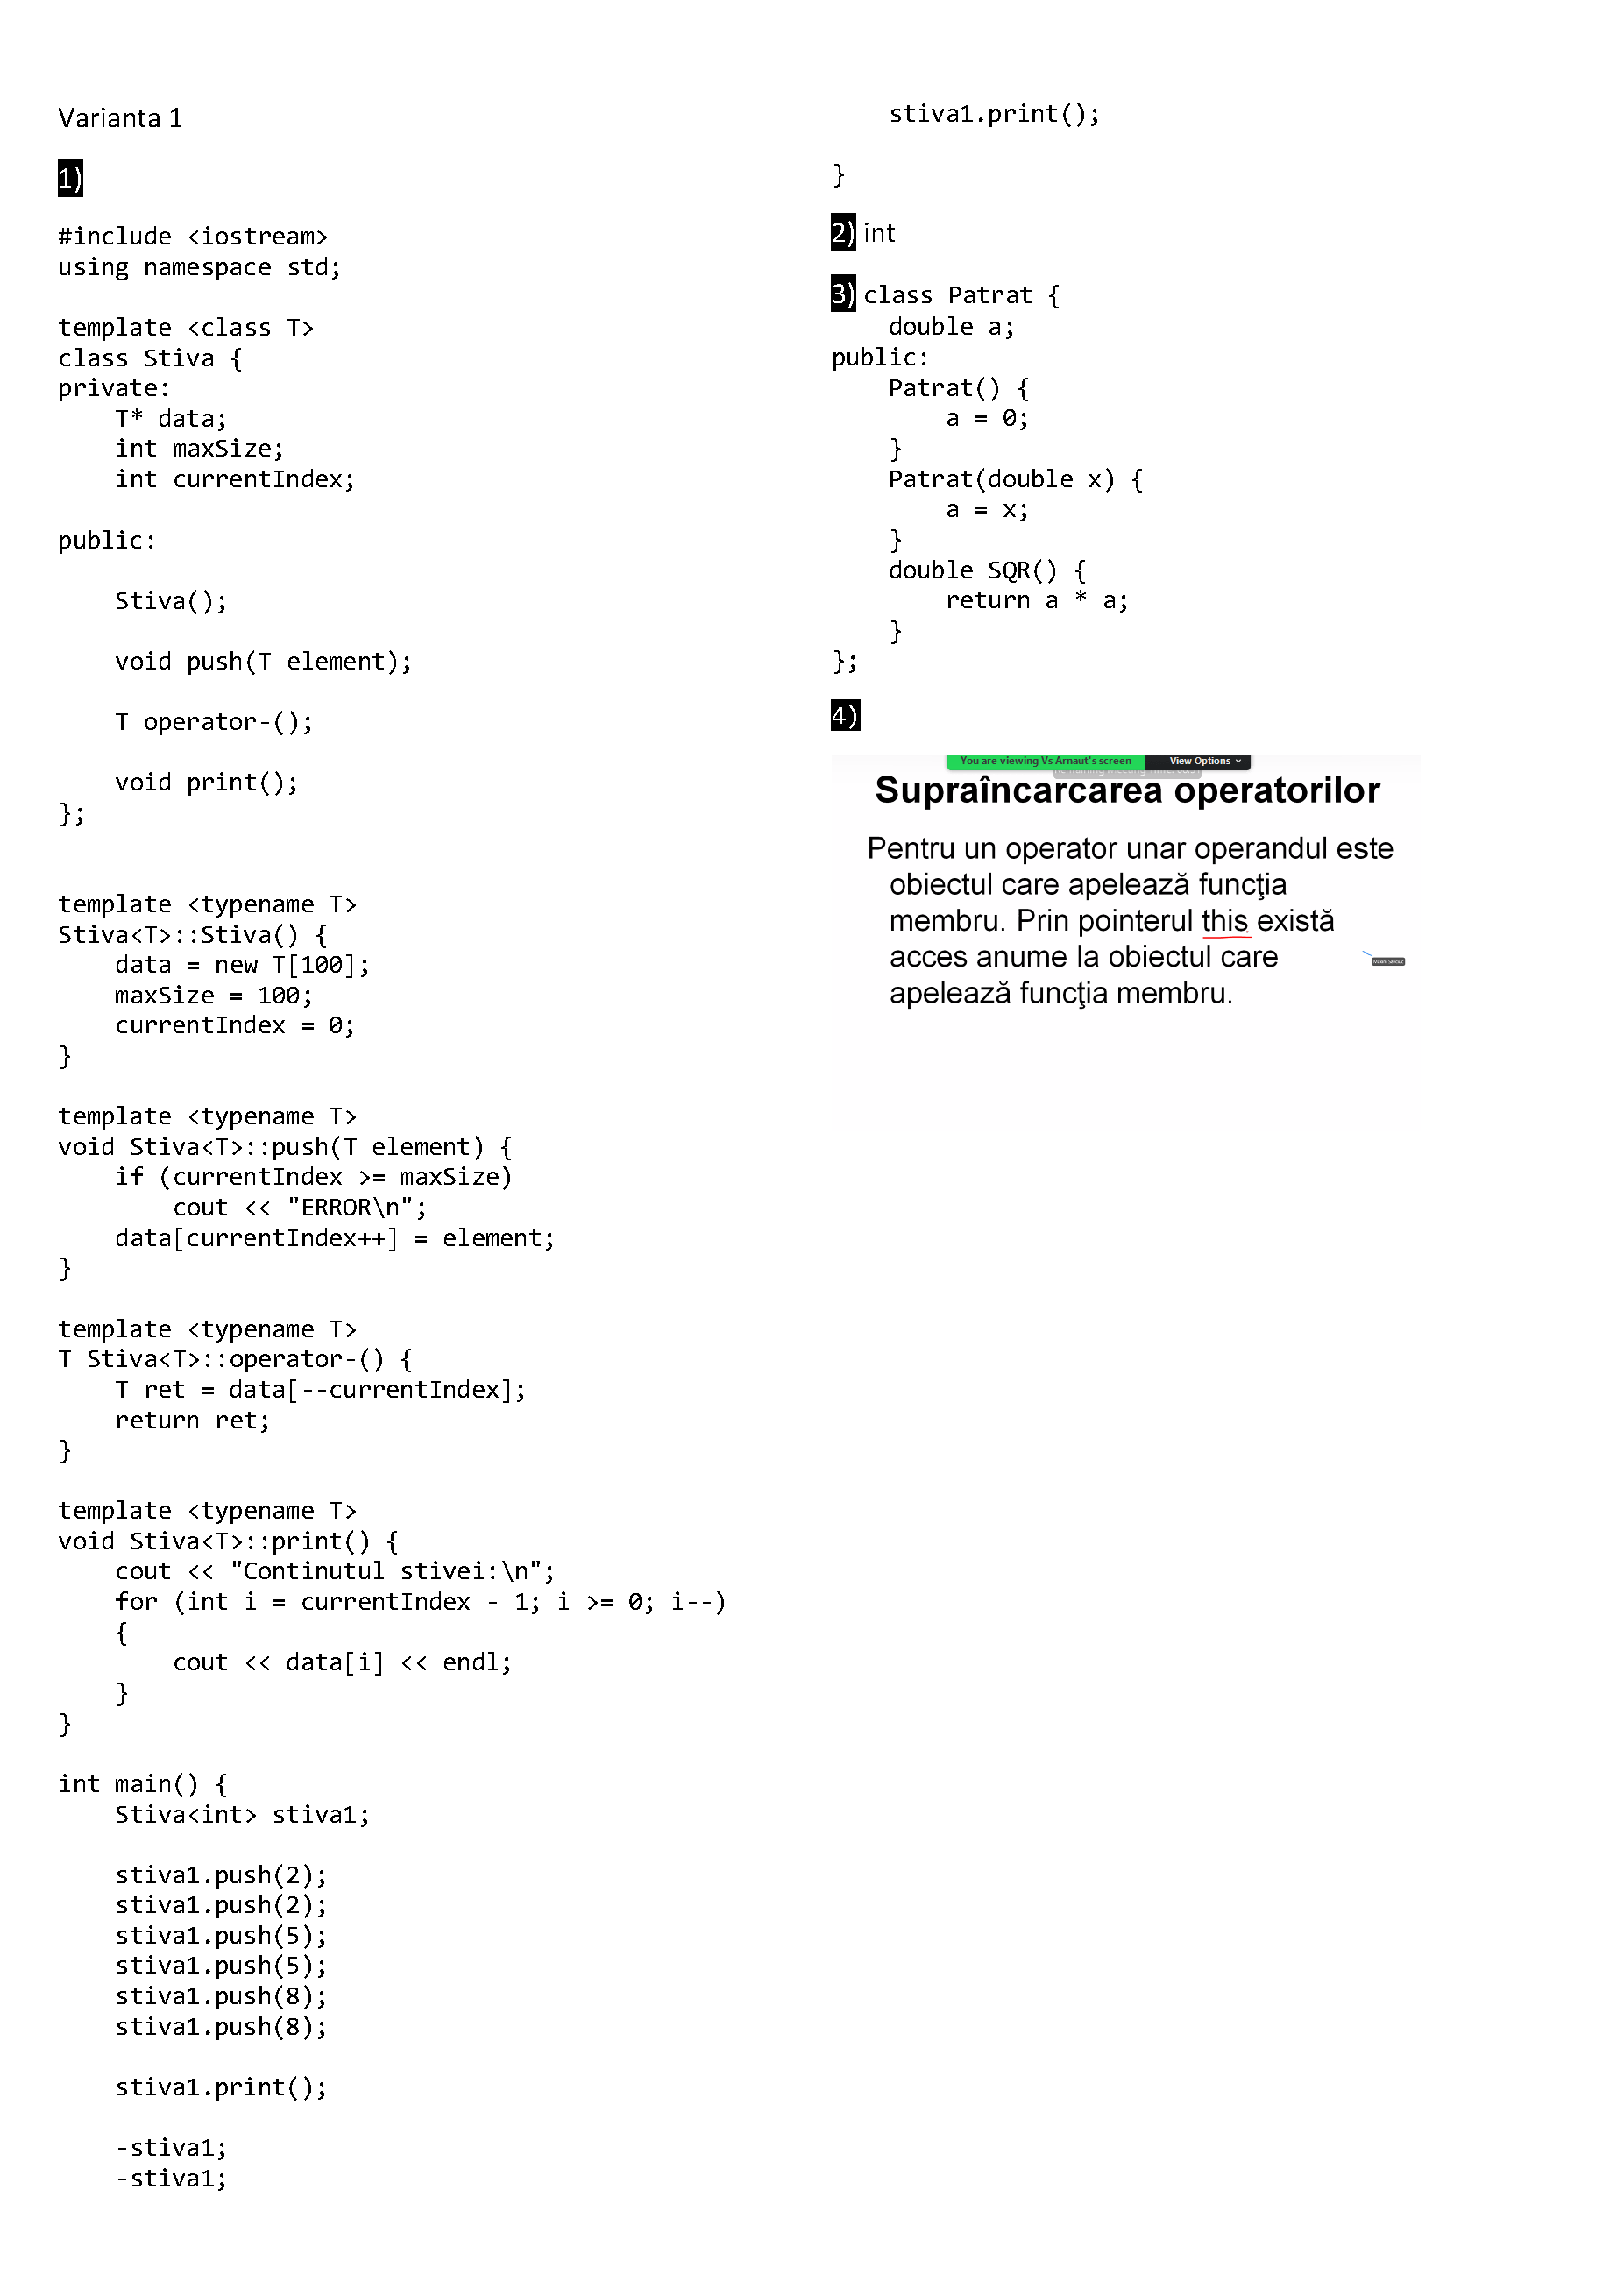 Varianta 1
1)
#include <iostream>
using namespace std;
template <class T>
class Stiva {
private:
    T* data;
    int maxSize;
    int currentIndex;
public:
    Stiva();
    void push(T element);
    T operator-();
    void print();
};
template <typename T>
Stiva<T>::Stiva() {
    data = new T[100];
    maxSize = 100;
    currentIndex = 0;
}
template <typename T>
void Stiva<T>::push(T element) {
    if (currentIndex >= maxSize)
        cout << "ERROR\n";
    data[currentIndex++] = element;
}
template <typename T>
T Stiva<T>::operator-() {
    T ret = data[--currentIndex];
    return ret;
}
template <typename T>
void Stiva<T>::print() {
    cout << "Continutul stivei:\n";
    for (int i = currentIndex - 1; i >= 0; i--)
    {
        cout << data[i] << endl;
    }
}
int main() {
    Stiva<int> stiva1;
    stiva1.push(2);
    stiva1.push(2);
    stiva1.push(5);
    stiva1.push(5);
    stiva1.push(8);
    stiva1.push(8);
    stiva1.print();
    -stiva1;
    -stiva1;
    stiva1.print();
}
2) int
3) class Patrat {
    double a;
public:
    Patrat() {
        a = 0;
    }
    Patrat(double x) {
        a = x;
    }
    double SQR() {
        return a * a;
    }
};
4)
You are viewing Vs Arnaut's screen View Options
Supraîncarcarea operatorilor
Pentru un operator unar operandul este
obiectul care apelează funcţia
membru. Prin pointerul this există
acces anume la obiectul care
apelează funcţia membru.